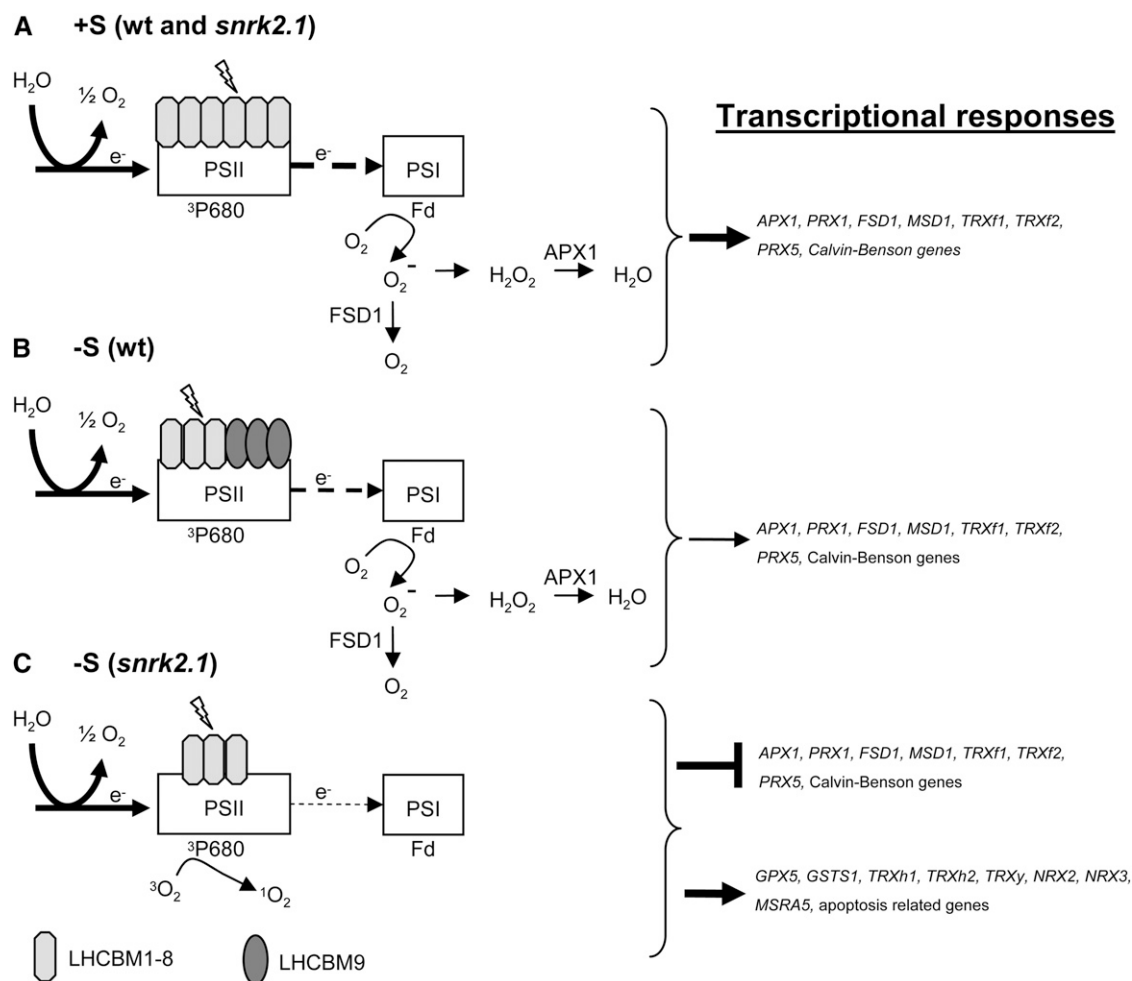 A +S (wt and snrk2.1)
Transcriptional responses
H₂O
½ O₂
e⁻
PSII
³P680
e⁻
PSI
Fd
O₂
O₂⁻
H₂O₂
APX1
H₂O
FSD1
O₂
APX1, PRX1, FSD1, MSD1, TRXf1, TRXf2,
PRX5, Calvin-Benson genes
B -S (wt)
H₂O
½ O₂
e⁻
PSII
³P680
e⁻
PSI
Fd
O₂
O₂⁻
H₂O₂
APX1
H₂O
FSD1
O₂
APX1, PRX1, FSD1, MSD1, TRXf1, TRXf2,
PRX5, Calvin-Benson genes
C -S (snrk2.1)
H₂O
½ O₂
e⁻
PSII
³P680
e⁻
PSI
Fd
³O₂
¹O₂
APX1, PRX1, FSD1, MSD1, TRXf1, TRXf2,
PRX5, Calvin-Benson genes
GPX5, GSTS1, TRXh1, TRXh2, TRXy, NRX2, NRX3,
MSRA5, apoptosis related genes
LHCBM1-8
LHCBM9